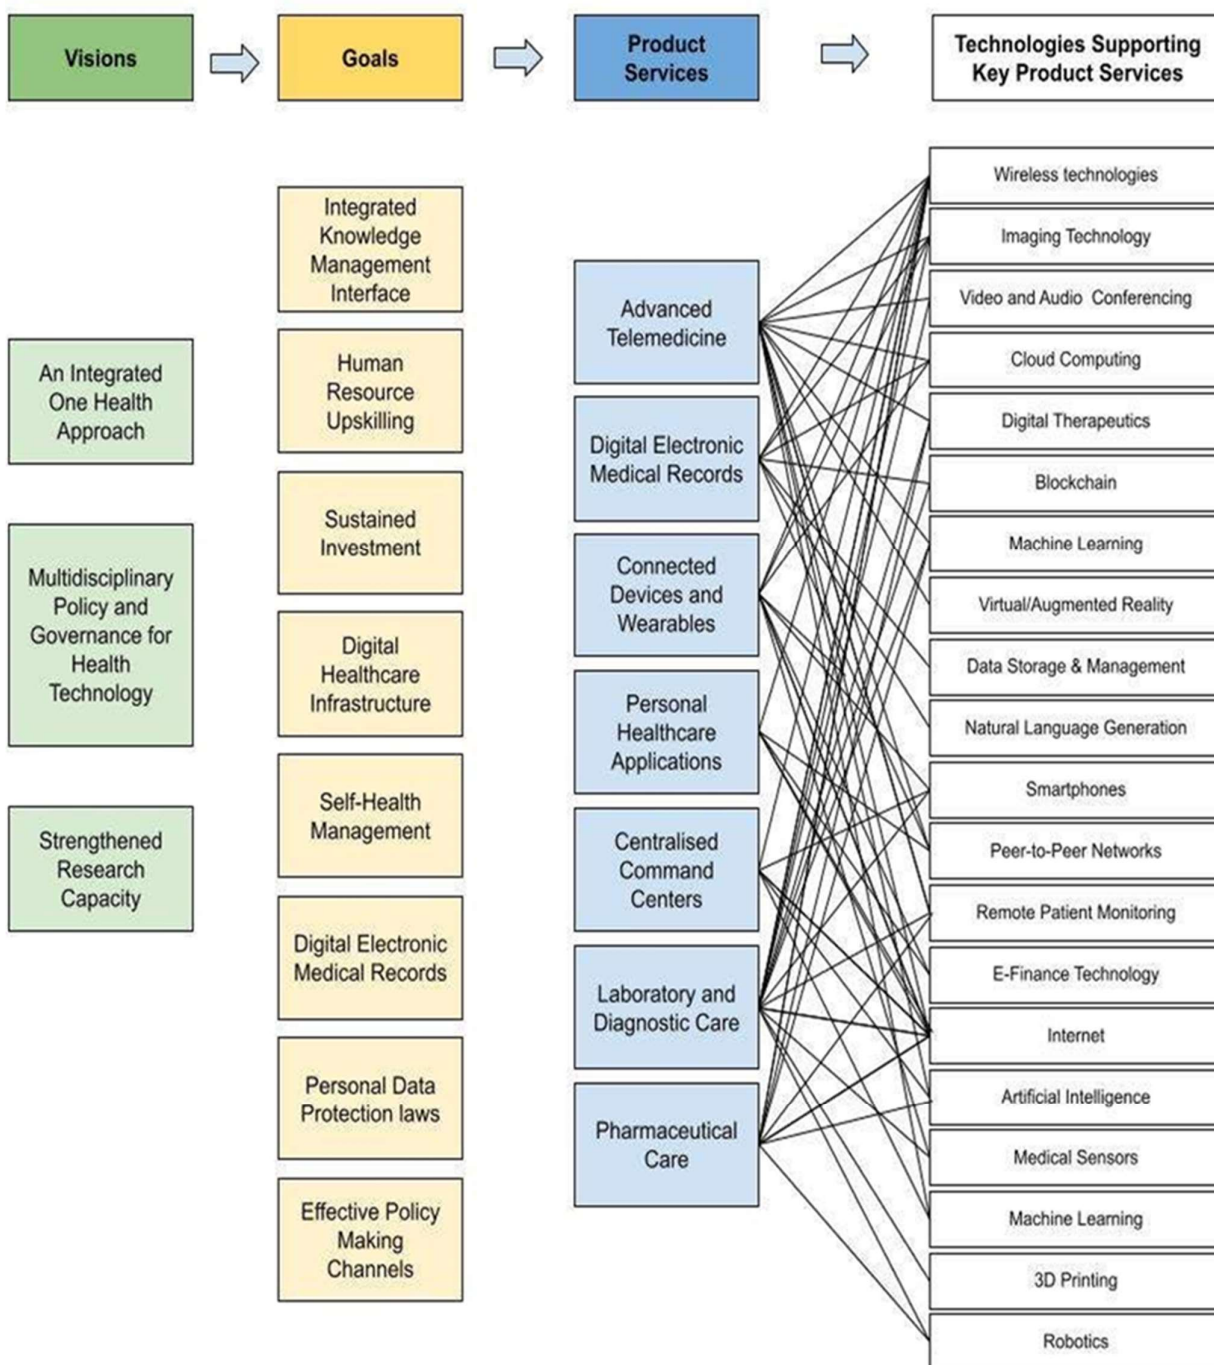 Visions
Goals
Product
Services
Technologies Supporting
Key Product Services
An Integrated
One Health
Approach
Multidisciplinary
Policy and
Governance for
Health
Technology
Strengthened
Research
Capacity
Integrated
Knowledge
Management
Interface
Human
Resource
Upskilling
Sustained
Investment
Digital
Healthcare
Infrastructure
Self-Health
Management
Digital Electronic
Medical Records
Personal Data
Protection laws
Effective Policy
Making
Channels
Advanced
Telemedicine
Digital Electronic
Medical Records
Connected
Devices and
Wearables
Personal
Healthcare
Applications
Centralised
Command
Centers
Laboratory and
Diagnostic Care
Pharmaceutical
Care
Wireless technologies
Imaging Technology
Video and Audio Conferencing
Cloud Computing
Digital Therapeutics
Blockchain
Machine Learning
Virtual/Augmented Reality
Data Storage & Management
Natural Language Generation
Smartphones
Peer-to-Peer Networks
Remote Patient Monitoring
E-Finance Technology
Internet
Artificial Intelligence
Medical Sensors
Machine Learning
3D Printing
Robotics